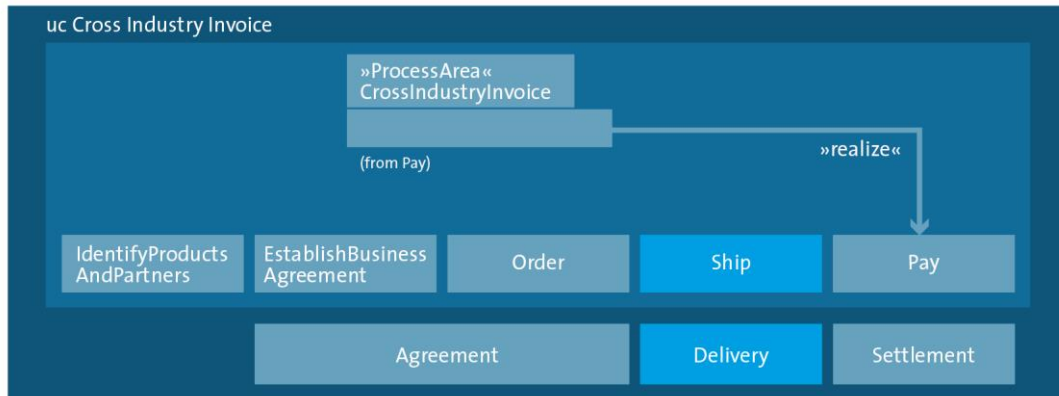 uc Cross Industry Invoice
»ProcessArea«
CrossIndustryInvoice
(from Pay)
»realize«
IdentifyProducts
AndPartners
EstablishBusiness
Agreement
Order
Ship
Pay
Agreement
Delivery
Settlement